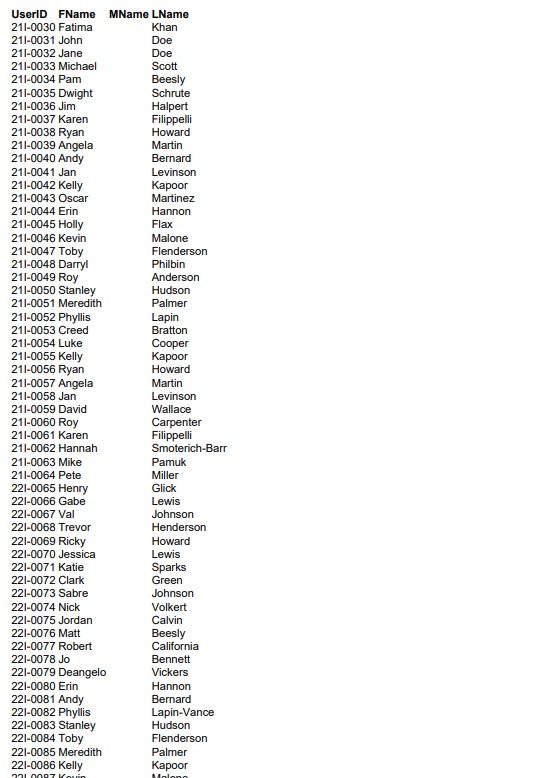 UserID FName MName LName
21I-0030 Fatima Khan
21I-0031 John Doe
21I-0032 Jane Doe
21I-0033 Michael Scott
21I-0034 Pam Beesly
21I-0035 Dwight Schrute
21I-0036 Jim Halpert
21I-0037 Karen Filippelli
21I-0038 Ryan Howard
21I-0039 Angela Martin
21I-0040 Andy Bernard
21I-0041 Jan Levinson
21I-0042 Kelly Kapoor
21I-0043 Oscar Martinez
21I-0044 Erin Hannon
21I-0045 Holly Flax
21I-0046 Kevin Malone
21I-0047 Toby Flenderson
21I-0048 Darryl Philbin
21I-0049 Roy Anderson
21I-0050 Stanley Hudson
21I-0051 Meredith Palmer
21I-0052 Phyllis Lapin
21I-0053 Creed Bratton
21I-0054 Luke Cooper
21I-0055 Kelly Kapoor
21I-0056 Ryan Howard
21I-0057 Angela Martin
21I-0058 Jan Levinson
21I-0059 David Wallace
21I-0060 Roy Carpenter
21I-0061 Karen Filippelli
21I-0062 Hannah Smoterich-Barr
21I-0063 Mike Pamuk
21I-0064 Pete Miller
22I-0065 Henry Glick
22I-0066 Gabe Lewis
22I-0067 Val Johnson
22I-0068 Trevor Henderson
22I-0069 Ricky Howard
22I-0070 Jessica Lewis
22I-0071 Katie Sparks
22I-0072 Clark Green
22I-0073 Sabre Johnson
22I-0074 Nick Volkert
22I-0075 Jordan Calvin
22I-0076 Matt Beesly
22I-0077 Robert California
22I-0078 Jo Bennett
22I-0079 Deangelo Vickers
22I-0080 Erin Hannon
22I-0081 Andy Bernard
22I-0082 Phyllis Lapin-Vance
22I-0083 Stanley Hudson
22I-0084 Toby Flenderson
22I-0085 Meredith Palmer
22I-0086 Kelly Kapoor
22I-0087 Kevin Malone